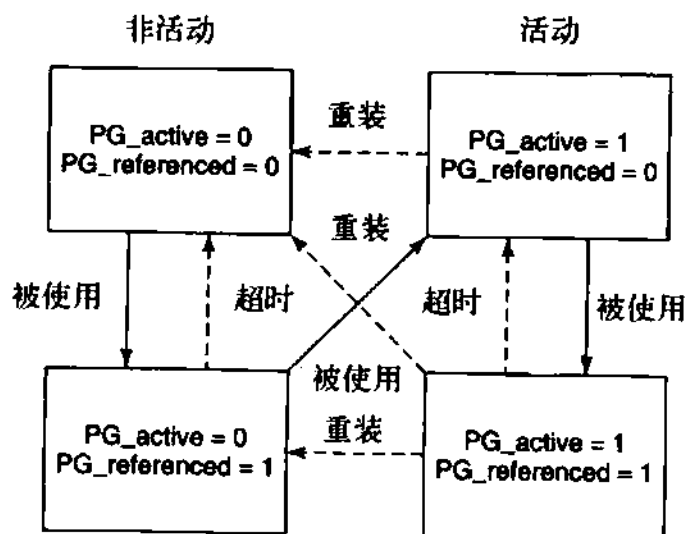 非活动
活动
PG_active = 0
PG_referenced = 0
重装
PG_active = 1
PG_referenced = 0
重装
被使用
超时
超时
被使用
被使用
PG_active = 0
PG_referenced = 1
重装
PG_active = 1
PG_referenced = 1